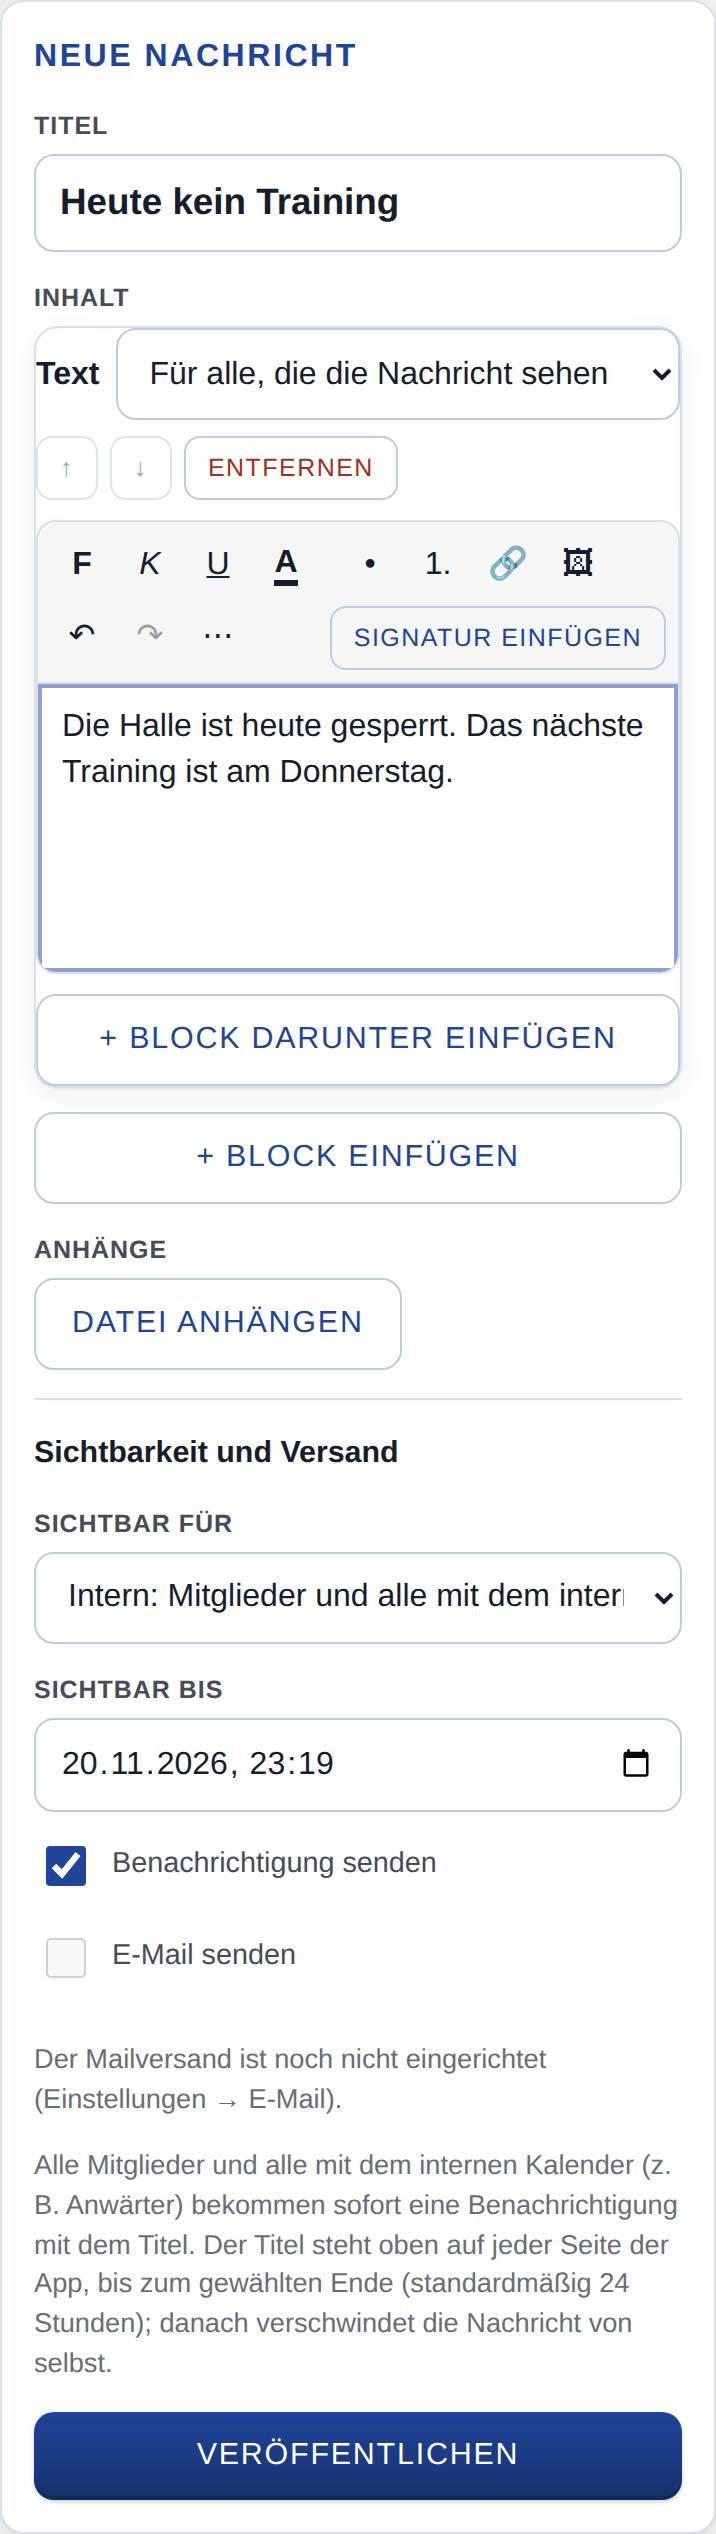 NEUE NACHRICHT
TITEL
Heute kein Training
INHALT
Text Für alle, die die Nachricht sehen
↑ ↓ ENTFERNEN
F K U A • 1. 🔗 🖼
↶ ↷ ⋯ SIGNATUR EINFÜGEN
Die Halle ist heute gesperrt. Das nächste
Training ist am Donnerstag.
+ BLOCK DARUNTER EINFÜGEN
+ BLOCK EINFÜGEN
ANHÄNGE
DATEI ANHÄNGEN
Sichtbarkeit und Versand
SICHTBAR FÜR
Intern: Mitglieder und alle mit dem
SICHTBAR BIS
20.11.2026, 23:19
Benachrichtigung senden
E-Mail senden
Der Mailversand ist noch nicht eingerichtet
(Einstellungen → E-Mail).
Alle Mitglieder und alle mit dem internen Kalender (z.
B. Anwärter) bekommen sofort eine Benachrichtigung
mit dem Titel. Der Titel steht oben auf jeder Seite der
App, bis zum gewählten Ende (standardmäßig 24
Stunden); danach verschwindet die Nachricht von
selbst.
VERÖFFENTLICHEN